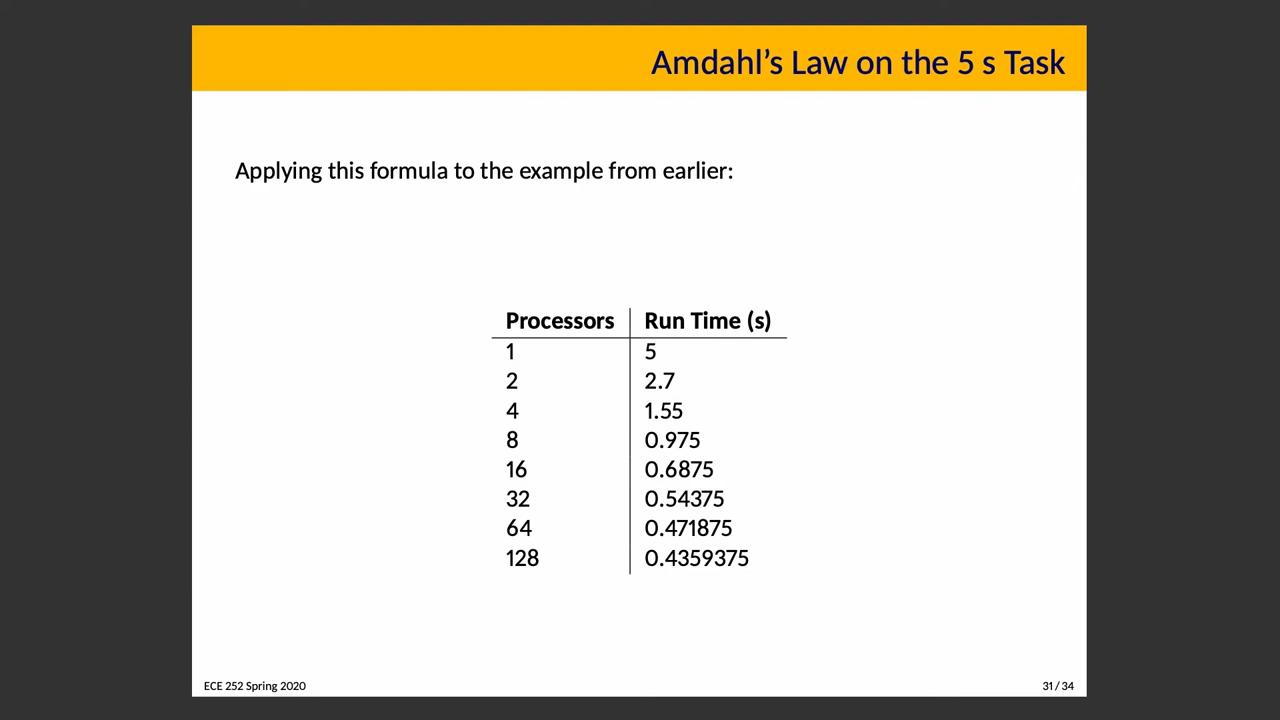 Amdahl’s Law on the 5 s Task
Applying this formula to the example from earlier:
Processors Run Time (s)
1 5
2 2.7
4 1.55
8 0.975
16 0.6875
32 0.54375
64 0.471875
128 0.4359375
ECE 252 Spring 2020 31 / 34